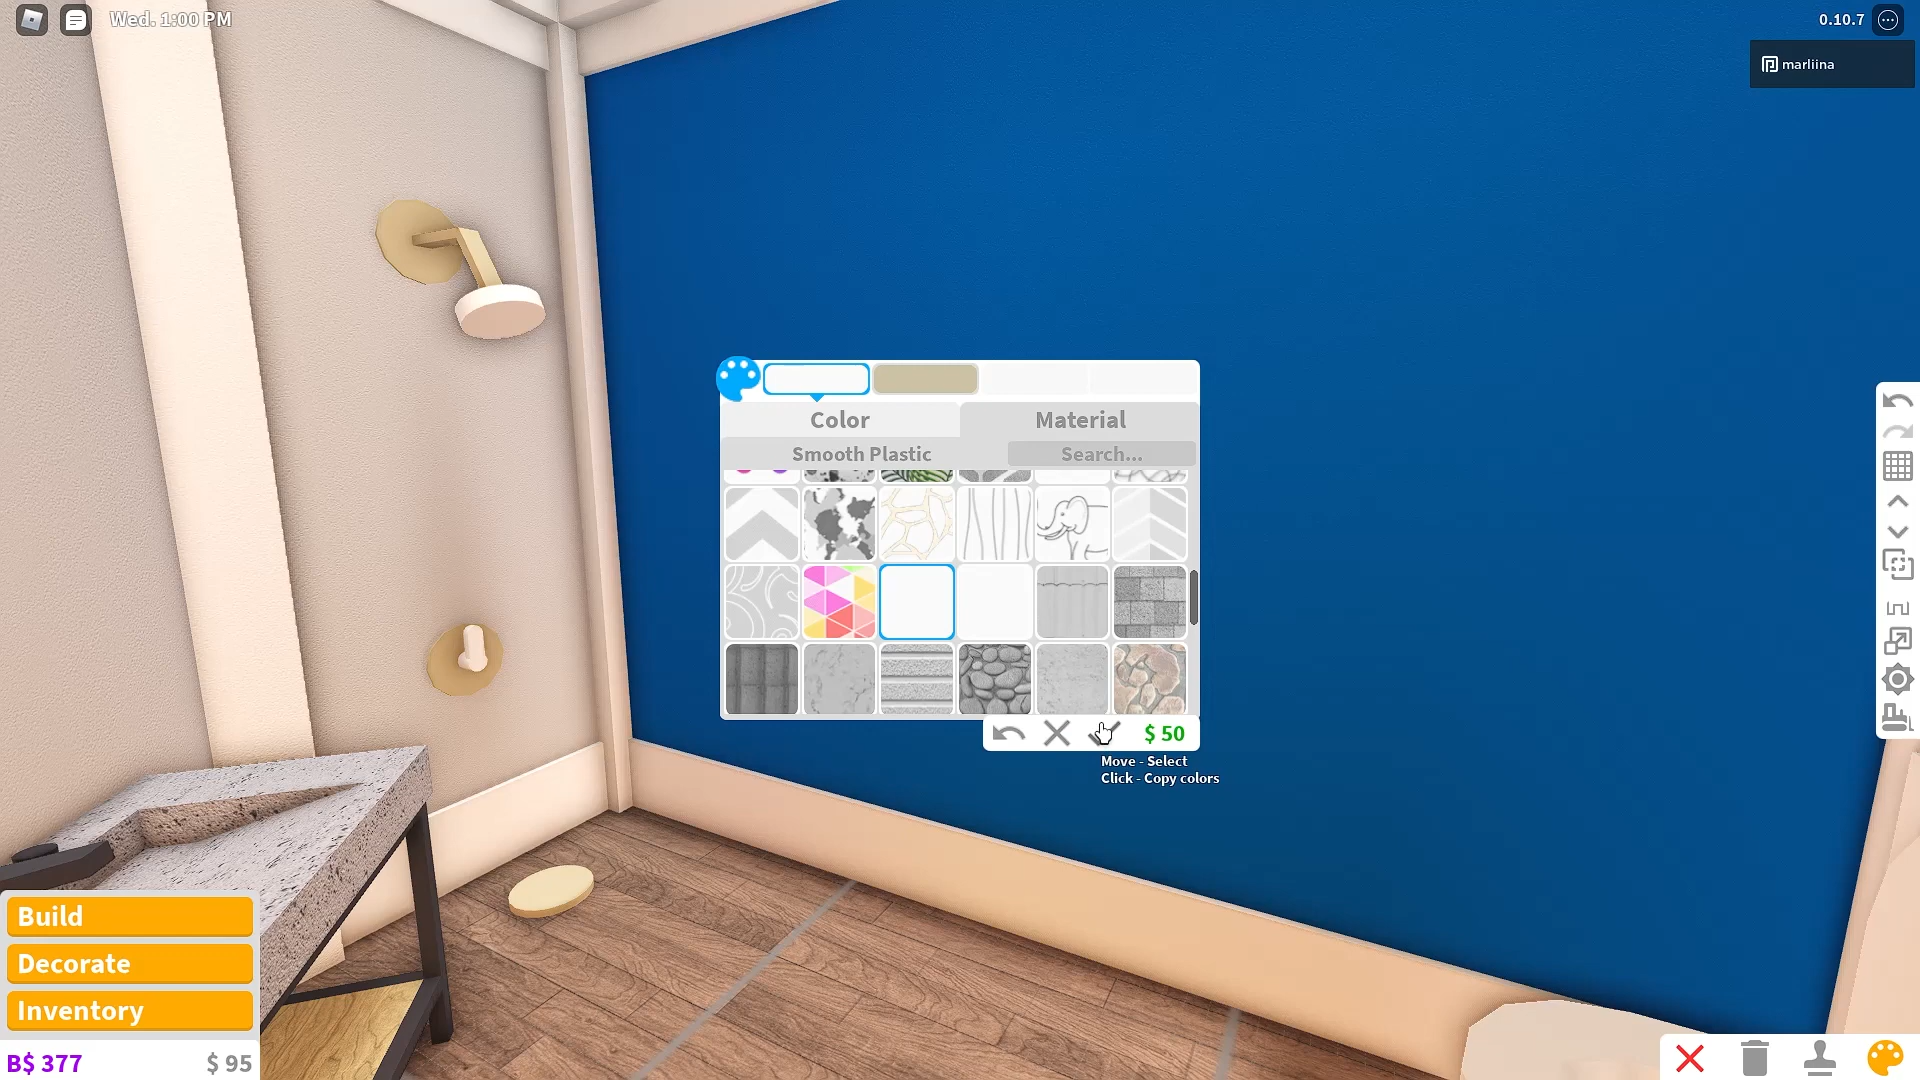 Wed. 1:00 PM
0.10.7
marliina
Color
Material
Smooth Plastic
Search...
$ 50
Move - Select
Click - Copy colors
Build
Decorate
Inventory
B$ 377
$ 95